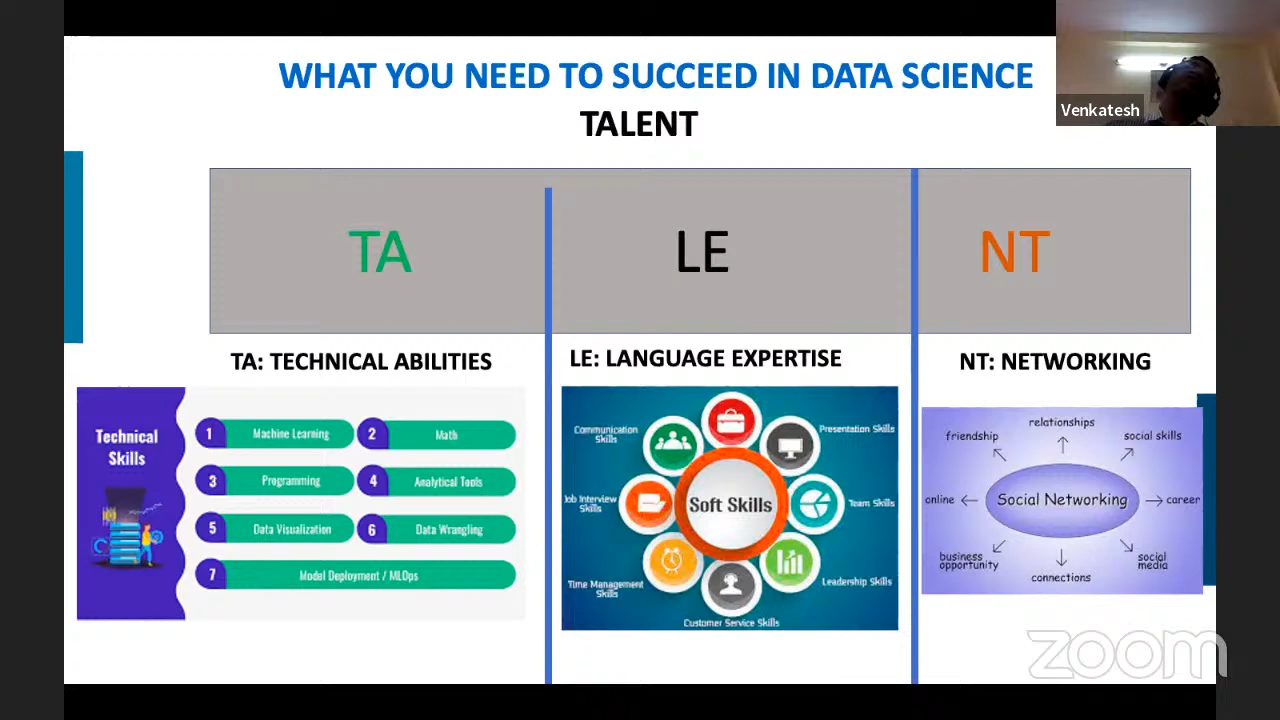 WHAT YOU NEED TO SUCCEED IN DATA SCIENCE
TALENT
Venkatesh
TA
LE
NT
TA: TECHNICAL ABILITIES
LE: LANGUAGE EXPERTISE
NT: NETWORKING
Technical
Skills
1 Machine Learning
2 Math
3 Programming
4 Analytical Tools
5 Data Visualization
6 Data Wrangling
7 Model Deployment / MLOps
Soft Skills
Communication
Skills
Presentation Skills
Job Interview
Skills
Team Skills
Time Management
Skills
Leadership Skills
Customer Service Skills
Social Networking
relationships
friendship
social skills
online
career
business
opportunity
social
media
connections
zoom